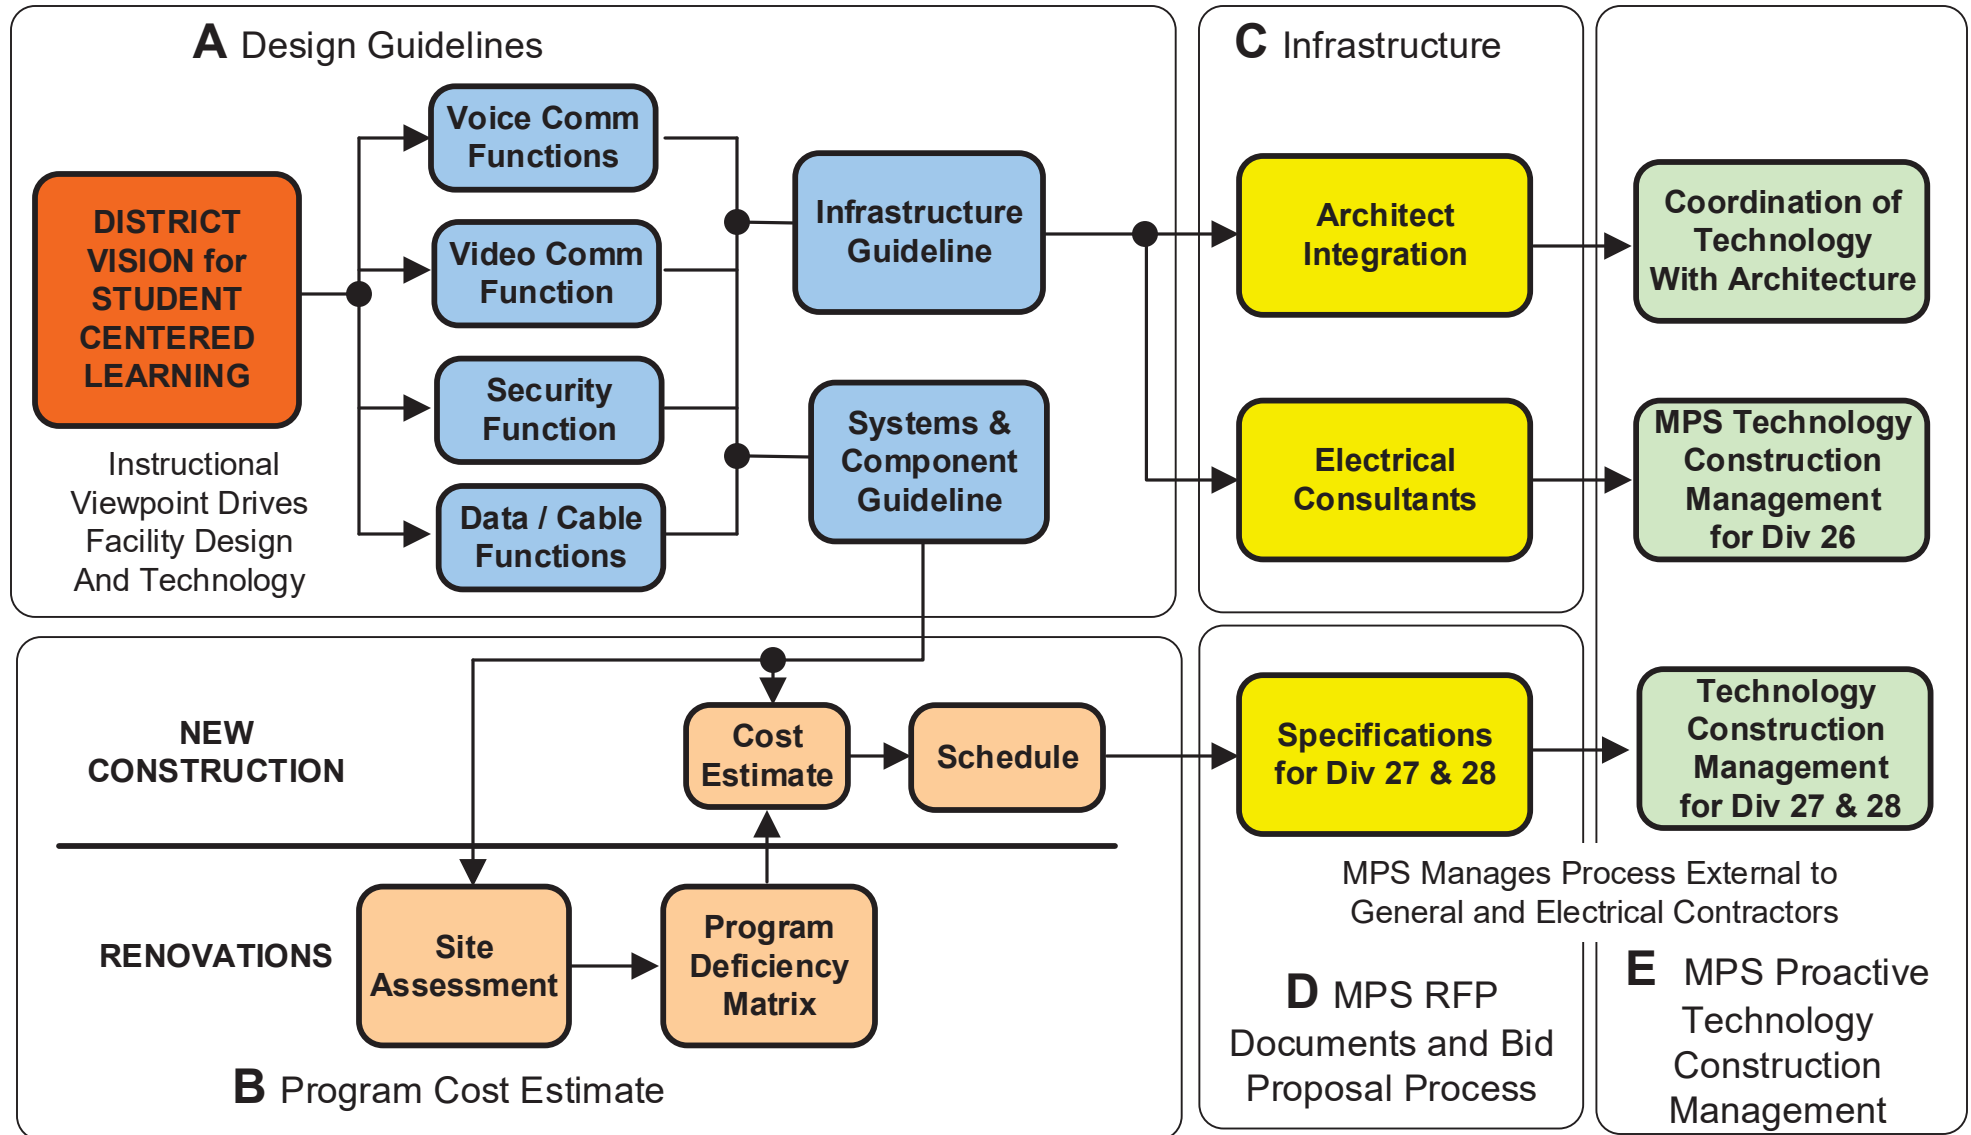 A Design Guidelines
DISTRICT
VISION for
STUDENT
CENTERED
LEARNING
Instructional
Viewpoint Drives
Facility Design
And Technology
Voice Comm
Functions
Video Comm
Function
Security
Function
Data / Cable
Functions
Infrastructure
Guideline
Systems &
Component
Guideline
C Infrastructure
Architect
Integration
Electrical
Consultants
Coordination of
Technology
With Architecture
MPS Technology
Construction
Management
for Div 26
NEW
CONSTRUCTION
Cost
Estimate
Schedule
RENOVATIONS
Site
Assessment
Program
Deficiency
Matrix
B Program Cost Estimate
Specifications
for Div 27 & 28
Technology
Construction
Management
for Div 27 & 28
MPS Manages Process External to
General and Electrical Contractors
D MPS RFP
Documents and Bid
Proposal Process
E MPS Proactive
Technology
Construction
Management